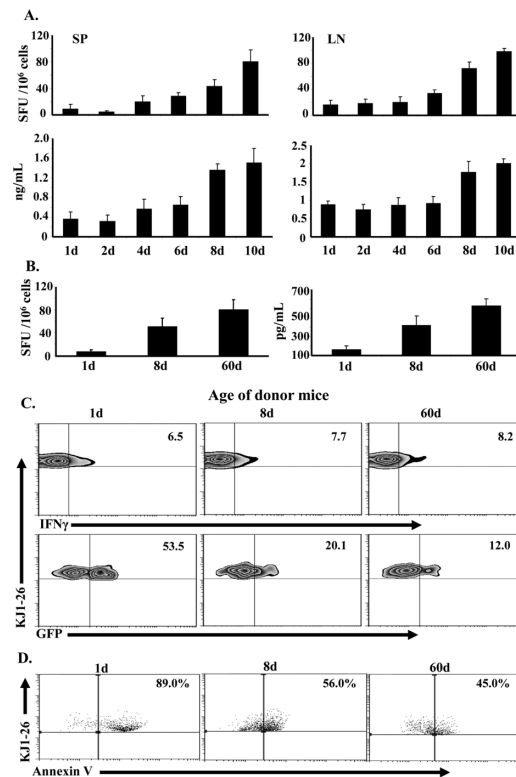 A.
SP
LN
SFU /10⁶ cells
120
80
40
0
120
80
40
0
ng/mL
2.0
1.6
1.2
0.8
0.4
0
2.5
2
1.5
1
0.5
0
1d 2d 4d 6d 8d 10d
1d 2d 4d 6d 8d 10d
B.
SFU /10⁶ cells
120
80
40
0
1d 8d 60d
pg/mL
700
500
300
100
1d 8d 60d
Age of donor mice
C.
1d 8d 60d
6.5 7.7 8.2
IFNγ
53.5 20.1 12.0
KJ1-26
GFP
D.
1d 8d 60d
89.0% 56.0% 45.0%
KJ1-26
Annexin V